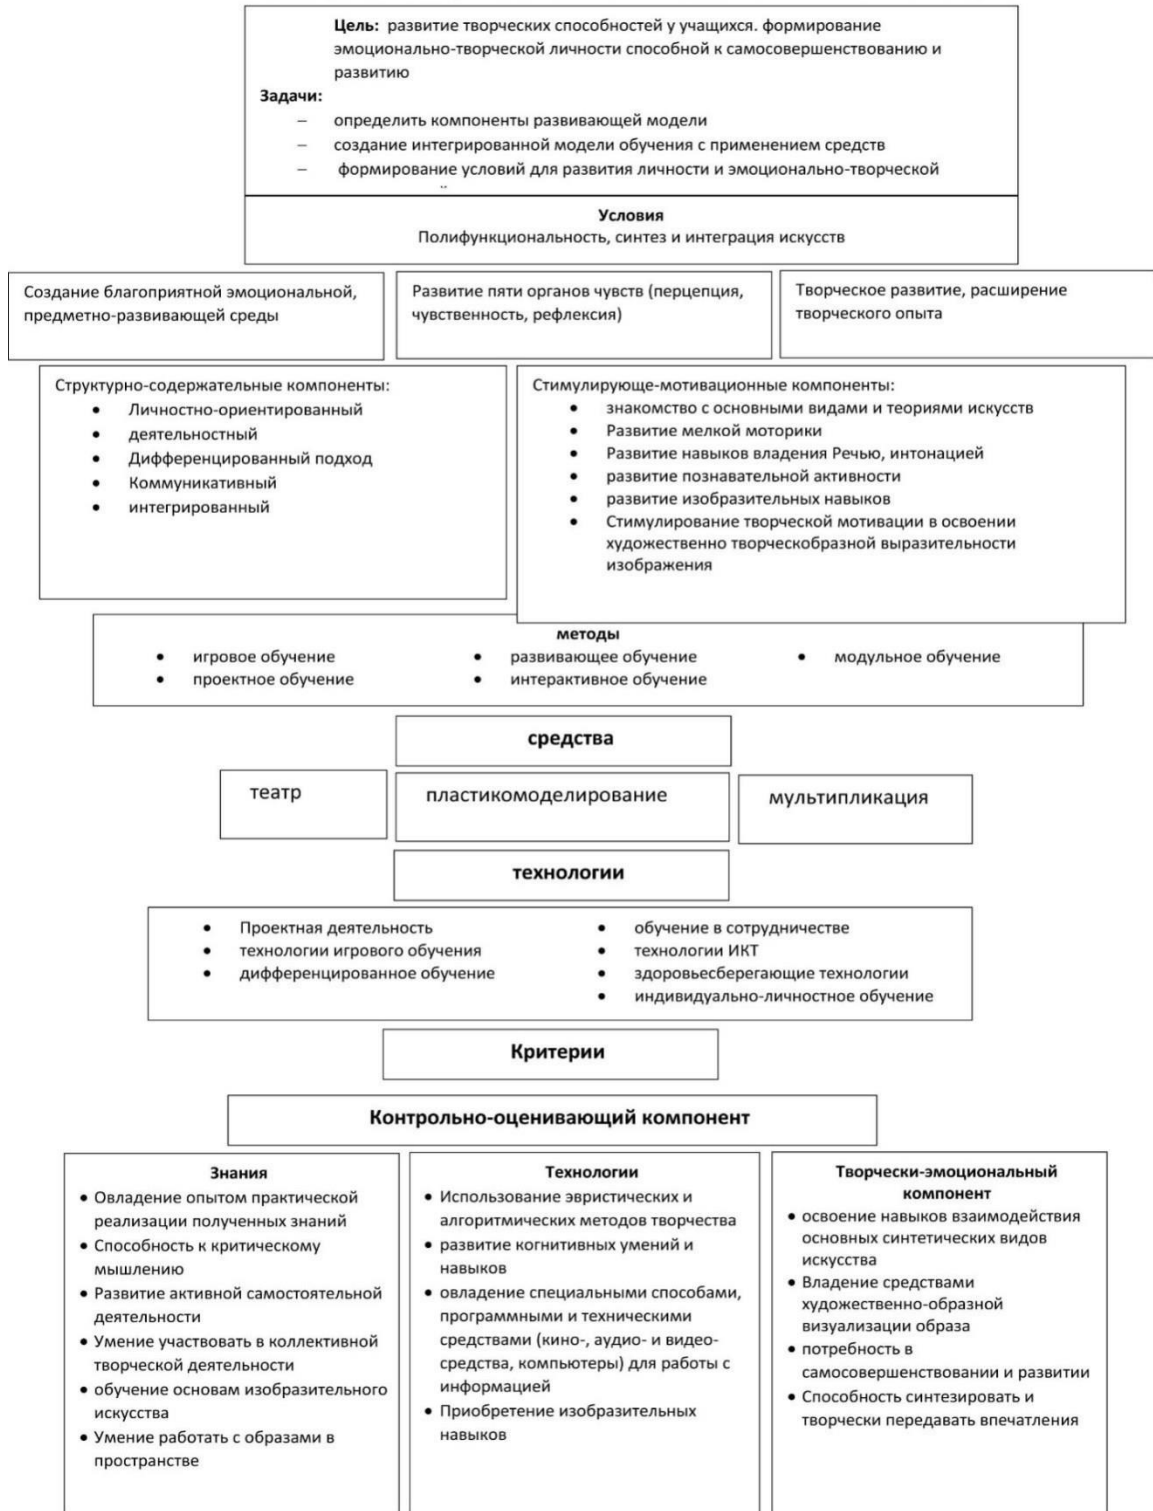 Цель: развитие творческих способностей у учащихся. формирование
эмоционально-творческой личности способной к самосовершенствованию и
развитию
Задачи:
– определить компоненты развивающей модели
– создание интегрированной модели обучения с применением средств
– формирование условий для развития личности и эмоционально-творческой
Условия
Полифункциональность, синтез и интеграция искусств
Создание благоприятной эмоциональной,
предметно-развивающей среды
Развитие пяти органов чувств (перцепция,
чувственность, рефлексия)
Творческое развитие, расширение
творческого опыта
Структурно-содержательные компоненты:
• Личностно-ориентированный
• деятельностный
• Дифференцированный подход
• Коммуникативный
• интегрированный
Стимулирующе-мотивационные компоненты:
• знакомство с основными видами и теориями искусств
• Развитие мелкой моторики
• Развитие навыков владения Речью, интонацией
• развитие познавательной активности
• развитие изобразительных навыков
• Стимулирование творческой мотивации в освоении
художественно творческобразной выразительности
изображения
методы
• игровое обучение
• проектное обучение
• развивающее обучение
• интерактивное обучение
• модульное обучение
средства
театр
пластикомоделирование
мультипликация
технологии
• Проектная деятельность
• технологии игрового обучения
• дифференцированное обучение
• обучение в сотрудничестве
• технологии ИКТ
• здоровьесберегающие технологии
• индивидуально-личностное обучение
Критерии
Контрольно-оценивающий компонент
Знания
• Овладение опытом практической
реализации полученных знаний
• Способность к критическому
мышлению
• Развитие активной самостоятельной
деятельности
• Умение участвовать в коллективной
творческой деятельности
• обучение основам изобразительного
искусства
• Умение работать с образами в
пространстве
Технологии
• Использование эвристических и
алгоритмических методов творчества
• развитие когнитивных умений и
навыков
• овладение специальными способами,
программными и техническими
средствами (кино-, аудио- и видео-
средства, компьютеры) для работы с
информацией
• Приобретение изобразительных
навыков
Творчески-эмоциональный
компонент
• освоение навыков взаимодействия
основных синтетических видов
искусства
• Владение средствами
художественно-образной
визуализации образа
• потребность в
самосовершенствовании и развитии
• Способность синтезировать и
творчески передавать впечатления